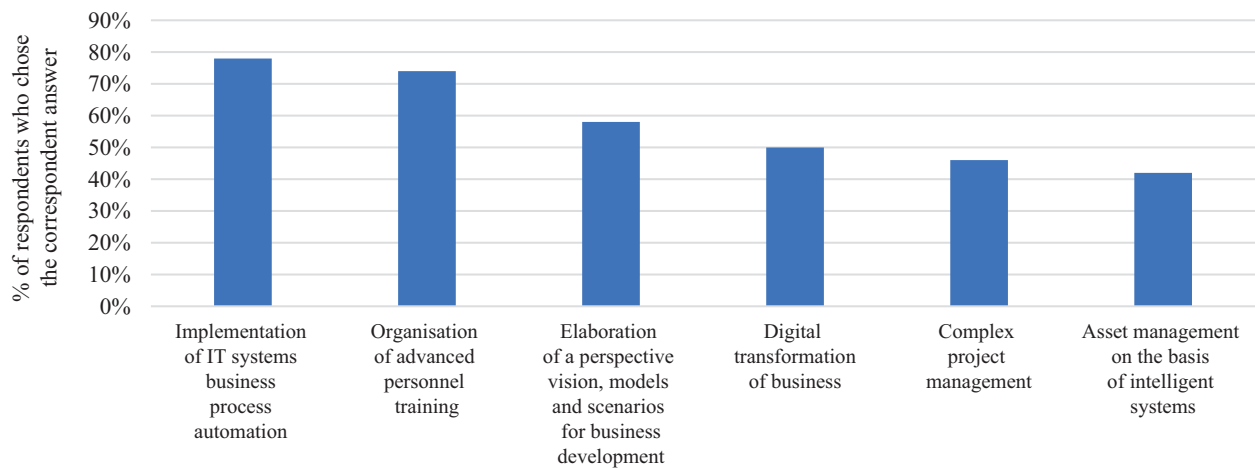 % of respondents who chose
the correspondent answer
90%
80%
70%
60%
50%
40%
30%
20%
10%
0%
Implementation
of IT systems
business
process
automation
Organisation
of advanced
personnel
training
Elaboration
of a perspective
vision, models
and scenarios
for business
development
Digital
transformation
of business
Complex
project
management
Asset management
on the basis
of intelligent
systems